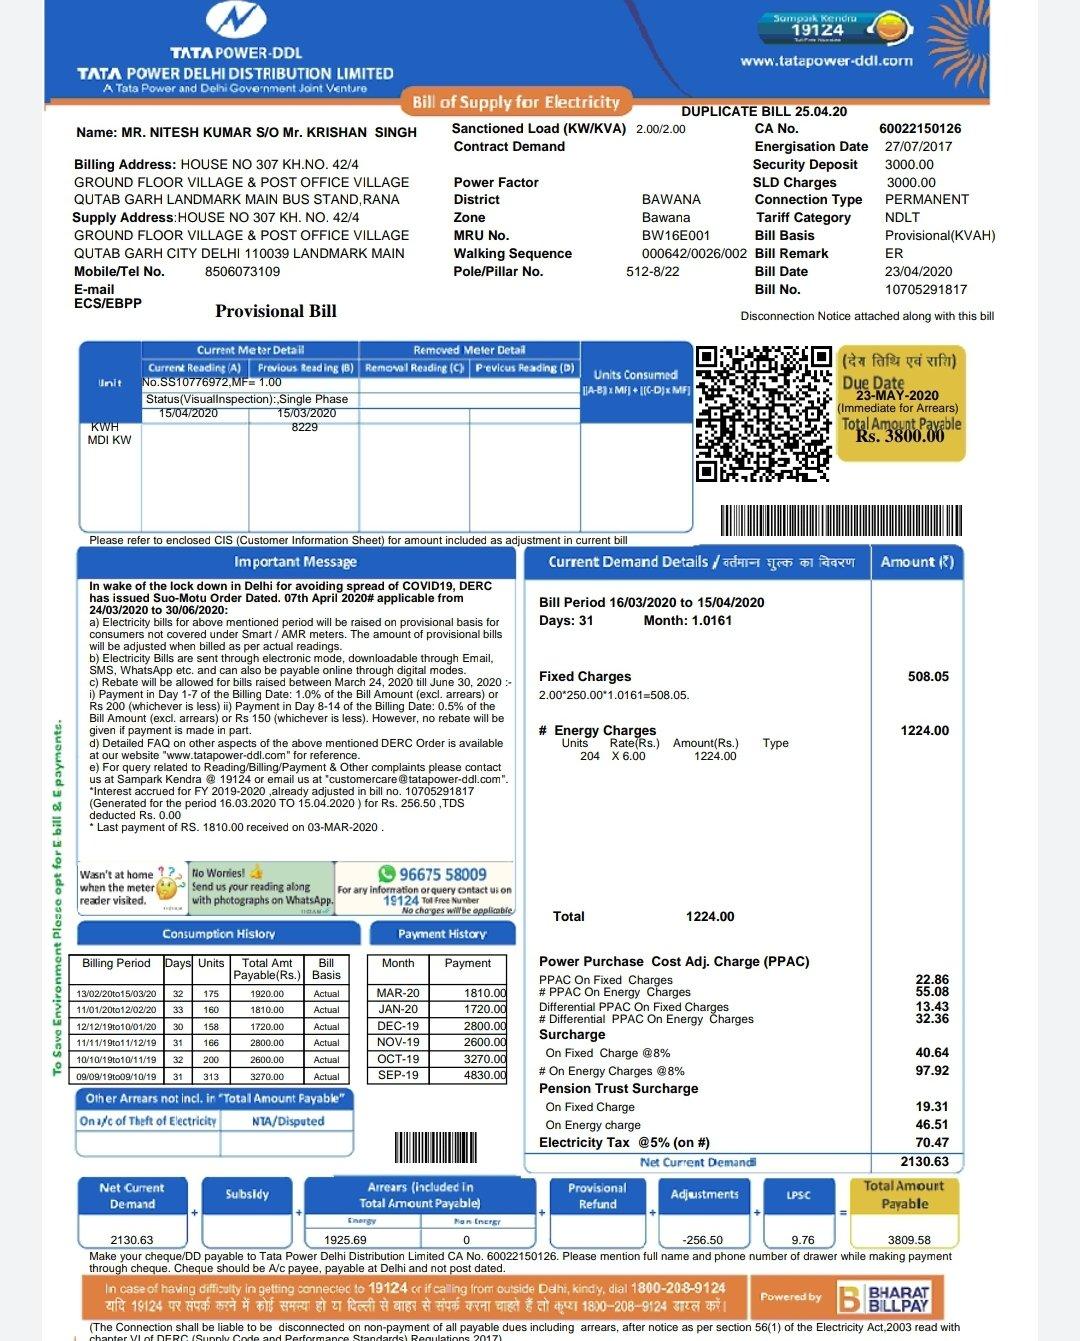 TATA POWER-DDL
TATA POWER DELHI DISTRIBUTION LIMITED
A Tata Power and Delhi Government Joint Venture
Sampark Kendra
19124
Toll Free Number
www.tatapower-ddl.com
Bill of Supply for Electricity
DUPLICATE BILL 25.04.20
Name: MR. NITESH KUMAR S/O Mr. KRISHAN SINGH
Billing Address: HOUSE NO 307 KH.NO. 42/4
GROUND FLOOR VILLAGE & POST OFFICE VILLAGE
QUTAB GARH LANDMARK MAIN BUS STAND,RANA
Supply Address:HOUSE NO 307 KH. NO. 42/4
GROUND FLOOR VILLAGE & POST OFFICE VILLAGE
QUTAB GARH CITY DELHI 110039 LANDMARK MAIN
Mobile/Tel No. 8506073109
E-mail
ECS/EBPP
Provisional Bill
Sanctioned Load (KW/KVA) 2.00/2.00
Contract Demand
Power Factor
District BAWANA
Zone Bawana
MRU No. BW16E001
Walking Sequence 000642/0026/002
Pole/Pillar No. 512-8/22
CA No. 60022150126
Energisation Date 27/07/2017
Security Deposit 3000.00
SLD Charges 3000.00
Connection Type PERMANENT
Tariff Category NDLT
Bill Basis Provisional(KVAH)
Bill Remark ER
Bill Date 23/04/2020
Bill No. 10705291817
Disconnection Notice attached along with this bill
Unit
Current Meter Detail Removed Meter Detail
Current Reading (A) Previous Reading (B) Removal Reading (C) Previous Reading (D)
Units Consumed
[[A-B]] x MF] + [[C-D] x MF]
No.SS10776972,MF= 1.00
Status(VisualInspection):,Single Phase
15/04/2020 15/03/2020
KWH 8229
MDI KW
(देय तिथि एवं राशि)
Due Date
23-MAY-2020
(Immediate for Arrears)
Total Amount Payable
Rs. 3800.00
Please refer to enclosed CIS (Customer Information Sheet) for amount included as adjustment in current bill
Important Message
In wake of the lock down in Delhi for avoiding spread of COVID19, DERC
has issued Suo-Motu Order Dated. 07th April 2020# applicable from
24/03/2020 to 30/06/2020:
a) Electricity bills for above mentioned period will be raised on provisional basis for
consumers not covered under Smart / AMR meters. The amount of provisional bills
will be adjusted when billed as per actual readings.
b) Electricity Bills are sent through electronic mode, downloadable through Email,
SMS, WhatsApp etc. and can also be payable online through digital modes.
c) Rebate will be allowed for bills raised between March 24, 2020 till June 30, 2020 :-
i) Payment in Day 1-7 of the Billing Date: 1.0% of the Bill Amount (excl. arrears) or
Rs 200 (whichever is less) ii) Payment in Day 8-14 of the Billing Date: 0.5% of the
Bill Amount (excl. arrears) or Rs 150 (whichever is less). However, no rebate will be
given if payment is made in part.
d) Detailed FAQ on other aspects of the above mentioned DERC Order is available
at our website "www.tatapower-ddl.com" for reference.
e) For query related to Reading/Billing/Payment & Other complaints please contact
us at Sampark Kendra @ 19124 or email us at "customercare@tatapower-ddl.com".
*Interest accrued for FY 2019-2020 ,already adjusted in bill no. 10705291817
(Generated for the period 16.03.2020 TO 15.04.2020 ) for Rs. 256.50 ,TDS
deducted Rs. 0.00
* Last payment of RS. 1810.00 received on 03-MAR-2020 .
Wasn't at home
when the meter
reader visited.
No Worries!
Send us your reading along
with photographs on WhatsApp.
96675 58009
For any information or query contact us on
19124 Toll Free Number
No charges will be applicable
Current Demand Details / वर्तमान शुल्क का विवरण Amount (₹)
Bill Period 16/03/2020 to 15/04/2020
Days: 31 Month: 1.0161
Fixed Charges 508.05
2.00*250.00*1.0161=508.05.
# Energy Charges 1224.00
Units Rate(Rs.) Amount(Rs.) Type
204 X 6.00 1224.00
Total 1224.00
Power Purchase Cost Adj. Charge (PPAC)
PPAC On Fixed Charges 22.86
# PPAC On Energy Charges 55.08
Differential PPAC On Fixed Charges 13.43
# Differential PPAC On Energy Charges 32.36
Surcharge
On Fixed Charge @8% 40.64
# On Energy Charges @8% 97.92
Pension Trust Surcharge
On Fixed Charge 19.31
On Energy charge 46.51
Electricity Tax @5% (on #) 70.47
Net Current Demand 2130.63
To Save Environment Please opt for E bill & E payments.
Consumption History
Billing Period Days Units Total Amt Payable(Rs.) Bill Basis
13/02/20to15/03/20 32 175 1920.00 Actual
11/01/20to12/02/20 33 160 1810.00 Actual
12/12/19to10/01/20 30 158 1720.00 Actual
11/11/19to11/12/19 31 166 2800.00 Actual
10/10/19to10/11/19 32 200 2600.00 Actual
09/09/19to09/10/19 31 313 3270.00 Actual
Payment History
Month Payment
MAR-20 1810.00
JAN-20 1720.00
DEC-19 2800.00
NOV-19 2600.00
OCT-19 3270.00
SEP-19 4830.00
Other Arrears not incl. in "Total Amount Payable"
On a/c of Theft of Electricity NTA/Disputed
Net Current Demand Subsidy Arrears (included in Total Amount Payable) Provisional Refund Adjustments LPSC Total Amount Payable
Energy Non-Energy
+ + + + + =
2130.63 1925.69 0 -256.50 9.76 3809.58
Make your cheque/DD payable to Tata Power Delhi Distribution Limited CA No. 60022150126. Please mention full name and phone number of drawer while making payment
through cheque. Cheque should be A/c payee, payable at Delhi and not post dated.
In case of having difficulty in getting connected to 19124 or if calling from outside Delhi, kindy, dial 1800-208-9124
यदि 19124 पर संपर्क करने में कोई समस्या हो या दिल्ली से बाहर से संपर्क करना चाहते हैं तो कृप्या 1800-208-9124 डायल करें।
Powered by
B BHARAT
BILLPAY
(The Connection shall be liable to be disconnected on non-payment of all payable dues including arrears, after notice as per section 56(1) of the Electricity Act,2003 read with
chapter VI of DERC (Supply Code and Performance Standards) Regulations 2017)